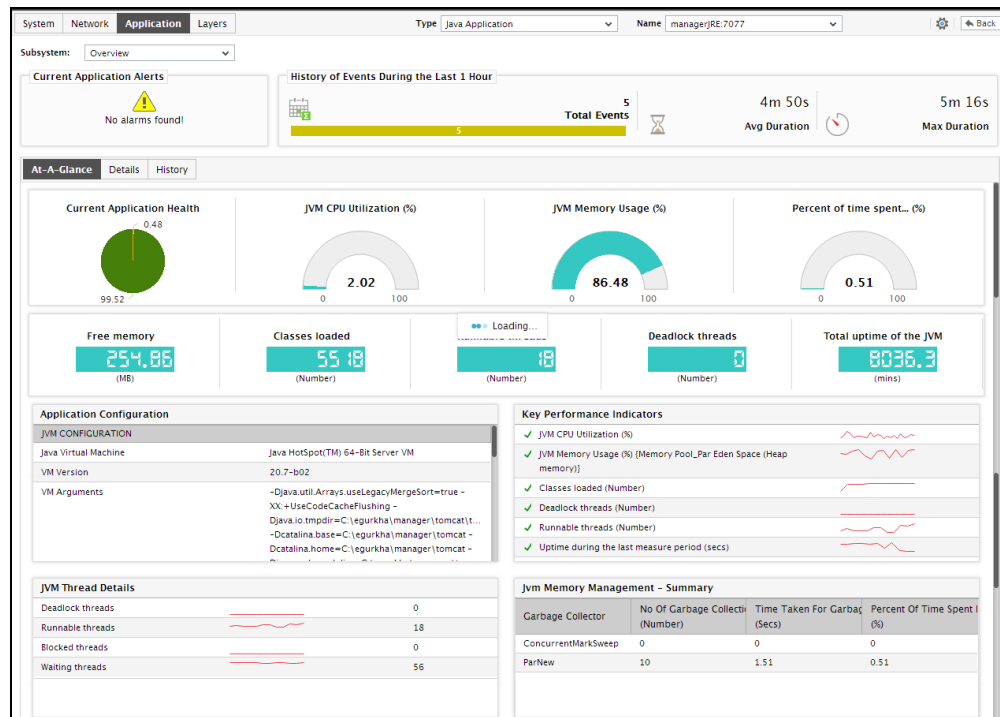 System Network Application Layers Type Java Application Name managerJRE:7077 Back
Subsystem: Overview
Current Application Alerts
No alarms found!
History of Events During the Last 1 Hour
5
Total Events
5
4m 50s
Avg Duration
5m 16s
Max Duration
At-A-Glance Details History
Current Application Health
0.48
99.52
JVM CPU Utilization (%)
2.02
0 100
JVM Memory Usage (%)
86.48
0 100
Percent of time spent... (%)
0.51
0 100
Loading...
Free memory
254.86
(MB)
Classes loaded
5518
(Number)
18
(Number)
Deadlock threads
0
(Number)
Total uptime of the JVM
8036.3
(mins)
Application Configuration
JVM CONFIGURATION
Java Virtual Machine Java HotSpot(TM) 64-Bit Server VM
VM Version 20.7-b02
VM Arguments -Djava.util.Arrays.useLegacyMergeSort=true -
XX:+UseCodeCacheFlushing -
Djava.io.tmpdir=C:\egurkha\manager\tomcat\t...
-Dcatalina.base=C:\egurkha\manager\tomcat -
Dcatalina.home=C:\egurkha\manager\tomcat -
Key Performance Indicators
JVM CPU Utilization (%)
JVM Memory Usage (%) {Memory Pool_Par Eden Space (Heap
memory)}
Classes loaded (Number)
Deadlock threads (Number)
Runnable threads (Number)
Uptime during the last measure period (secs)
JVM Thread Details
Deadlock threads 0
Runnable threads 18
Blocked threads 0
Waiting threads 56
Jvm Memory Management - Summary
Garbage Collector No Of Garbage Collecti Time Taken For Garbag Percent Of Time Spent
(Number) (Secs) (%)
ConcurrentMarkSweep 0 0 0
ParNew 10 1.51 0.51